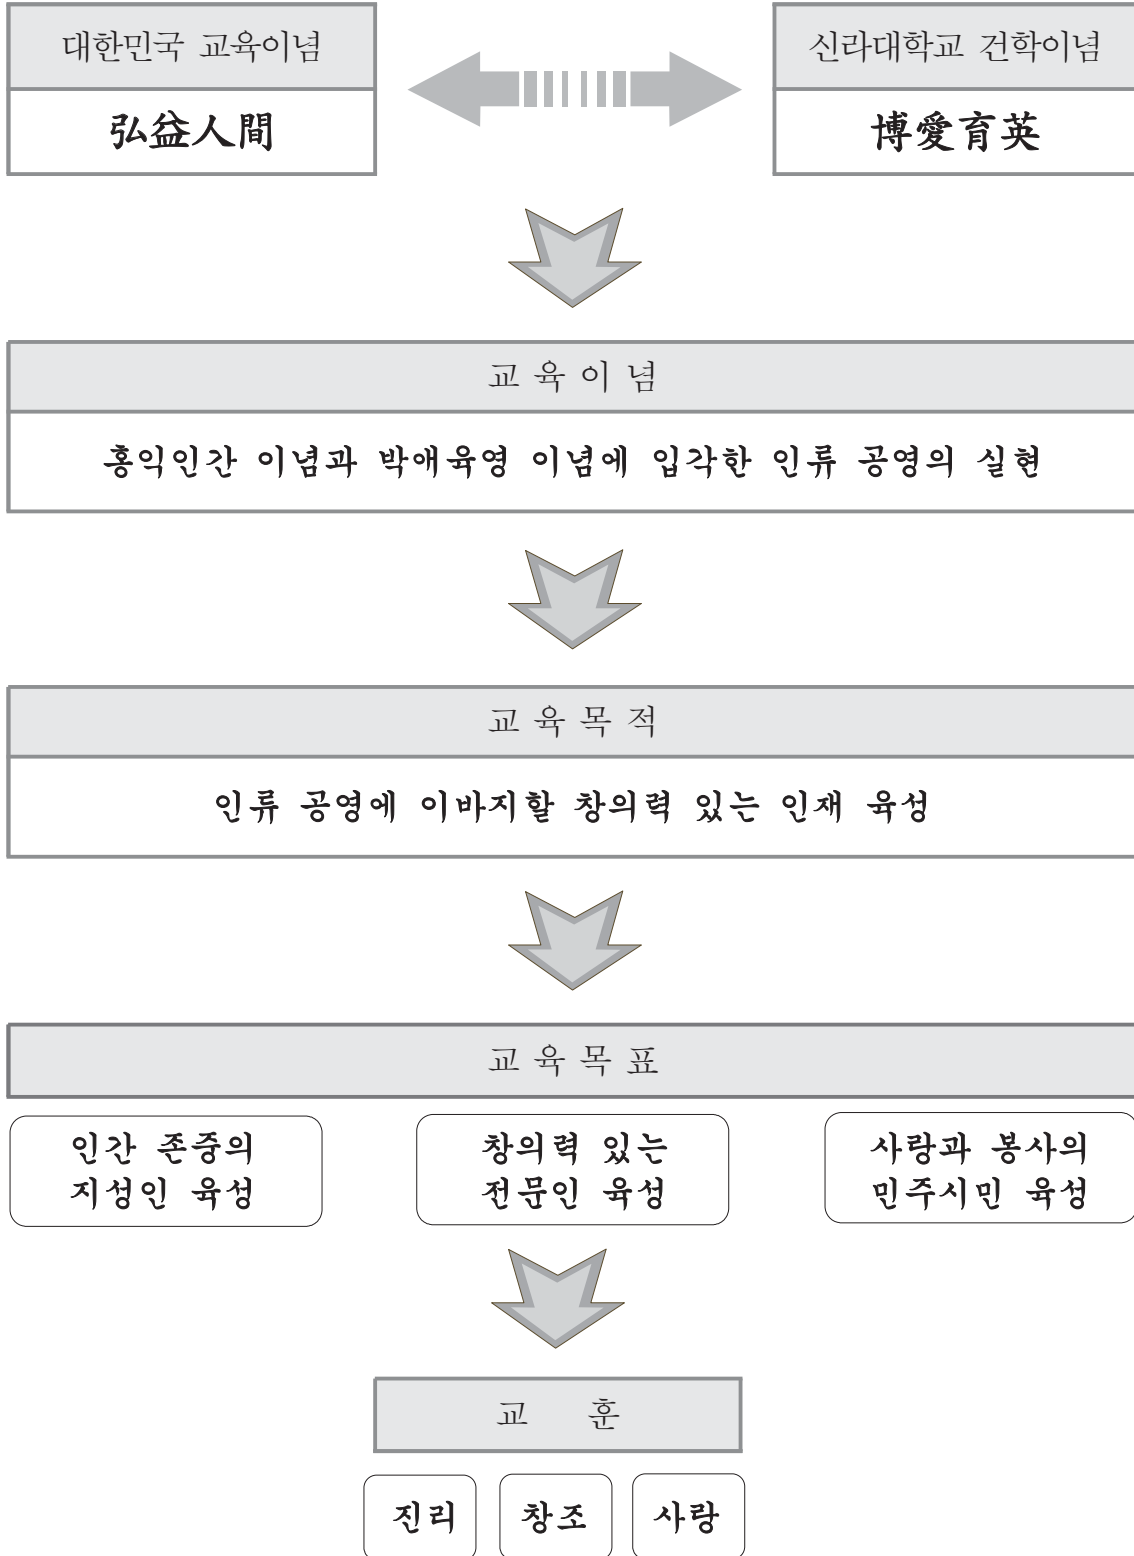 대한민국 교육이념
신라대학교 건학이념
弘益人間
博愛育英
교육이념
홍익인간 이념과 박애육영 이념에 입각한 인류 공영의 실현
교육목적
인류 공영에 이바지할 창의력 있는 인재 육성
교육목표
인간 존중의
지성인 육성
창의력 있는
전문인 육성
사랑과 봉사의
민주시민 육성
교 훈
진리
창조
사랑